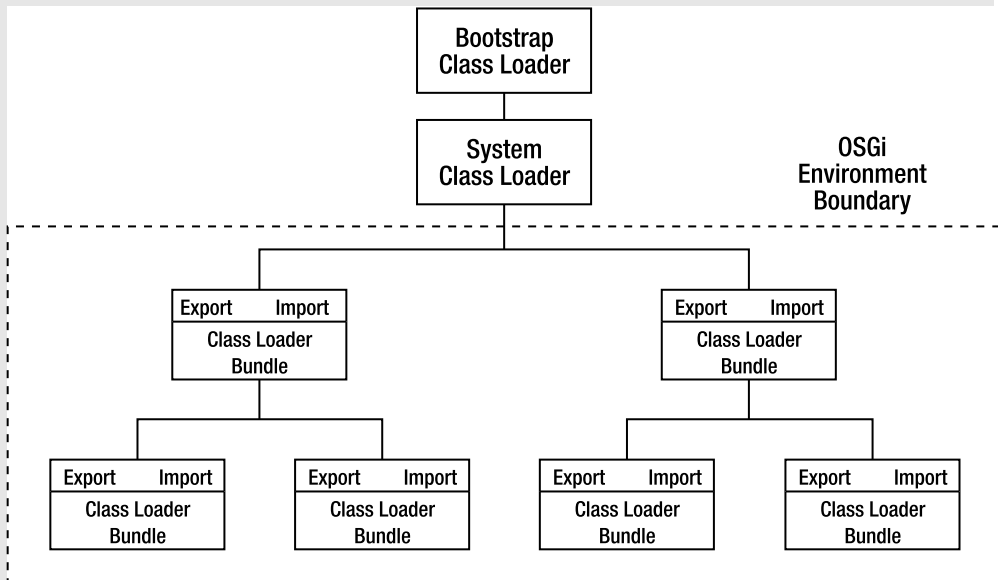 Bootstrap
Class Loader
System
Class Loader
OSGi
Environment
Boundary
Export Import
Class Loader
Bundle
Export Import
Class Loader
Bundle
Export Import
Class Loader
Bundle
Export Import
Class Loader
Bundle
Export Import
Class Loader
Bundle
Export Import
Class Loader
Bundle